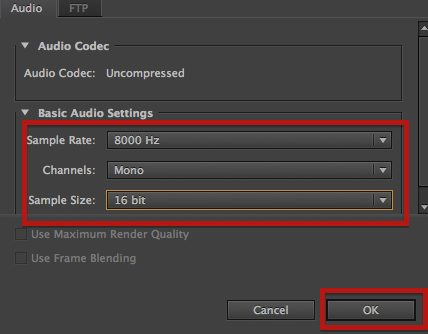 Audio FTP
Audio Codec
Audio Codec: Uncompressed
Basic Audio Settings
Sample Rate: 8000 Hz
Channels: Mono
Sample Size: 16 bit
Use Maximum Render Quality
Use Frame Blending
Cancel OK